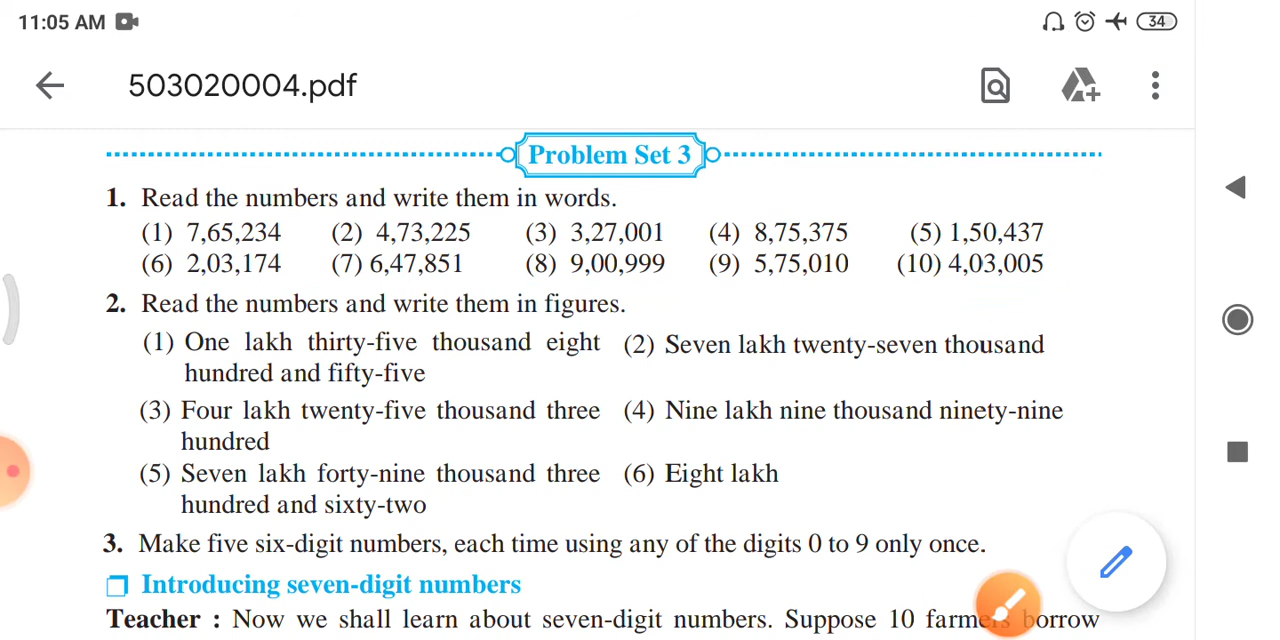 11:05 AM
34
503020004.pdf
Problem Set 3
1. Read the numbers and write them in words.
(1) 7,65,234 (2) 4,73,225 (3) 3,27,001 (4) 8,75,375 (5) 1,50,437
(6) 2,03,174 (7) 6,47,851 (8) 9,00,999 (9) 5,75,010 (10) 4,03,005
2. Read the numbers and write them in figures.
(1) One lakh thirty-five thousand eight (2) Seven lakh twenty-seven thousand
hundred and fifty-five
(3) Four lakh twenty-five thousand three (4) Nine lakh nine thousand ninety-nine
hundred
(5) Seven lakh forty-nine thousand three (6) Eight lakh
hundred and sixty-two
3. Make five six-digit numbers, each time using any of the digits 0 to 9 only once.
Introducing seven-digit numbers
Teacher : Now we shall learn about seven-digit numbers. Suppose 10 farmers borrow